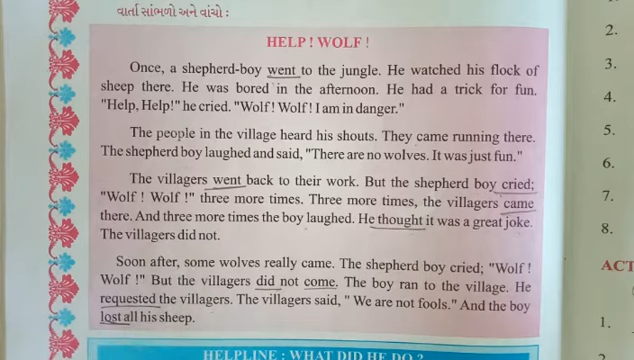 વાર્તા સાંભળો અને વાંચો :
HELP! WOLF!
Once, a shepherd-boy went to the jungle. He watched his flock of
sheep there. He was bored in the afternoon. He had a trick for fun.
"Help, Help!" he cried. "Wolf! Wolf! I am in danger."
The people in the village heard his shouts. They came running there.
The shepherd boy laughed and said, "There are no wolves. It was just fun."
The villagers went back to their work. But the shepherd boy cried;
"Wolf ! Wolf !" three more times. Three more times, the villagers came
there. And three more times the boy laughed. He thought it was a great joke.
The villagers did not.
Soon after, some wolves really came. The shepherd boy cried; "Wolf !
Wolf !" But the villagers did not come. The boy ran to the village. He
requested the villagers. The villagers said, " We are not fools." And the boy
lost all his sheep.
HELPLINE : WHAT DID HE DO ?
2.
3.
4.
5.
6.
7.
8.
ACT
1.